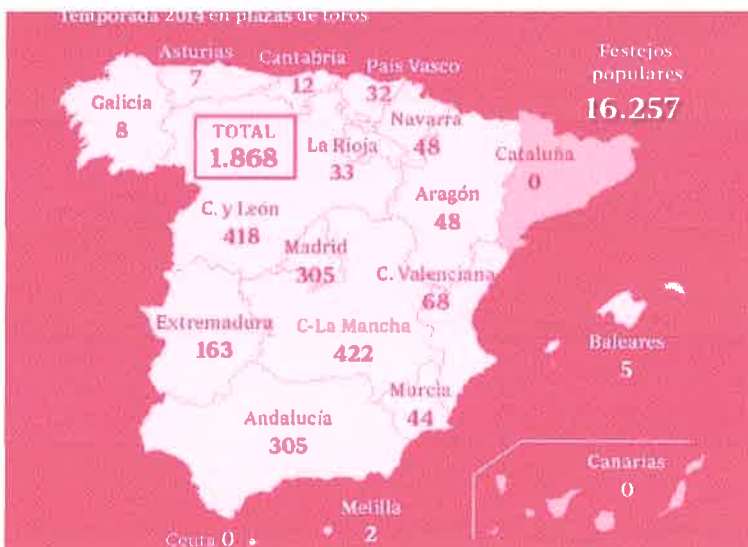 Temporada 2014 en plazas de toros
Asturias
7
Cantabria
12
País Vasco
32
Festejos
populares
16.257
Galicia
8
TOTAL
1.868
La Rioja
33
Navarra
48
Cataluña
0
Aragón
48
C. y León
418
Madrid
305
C. Valenciana
68
Extremadura
163
C-La Mancha
422
Baleares
5
Murcia
44
Andalucía
305
Canarias
0
Melilla
2
Ceuta 0